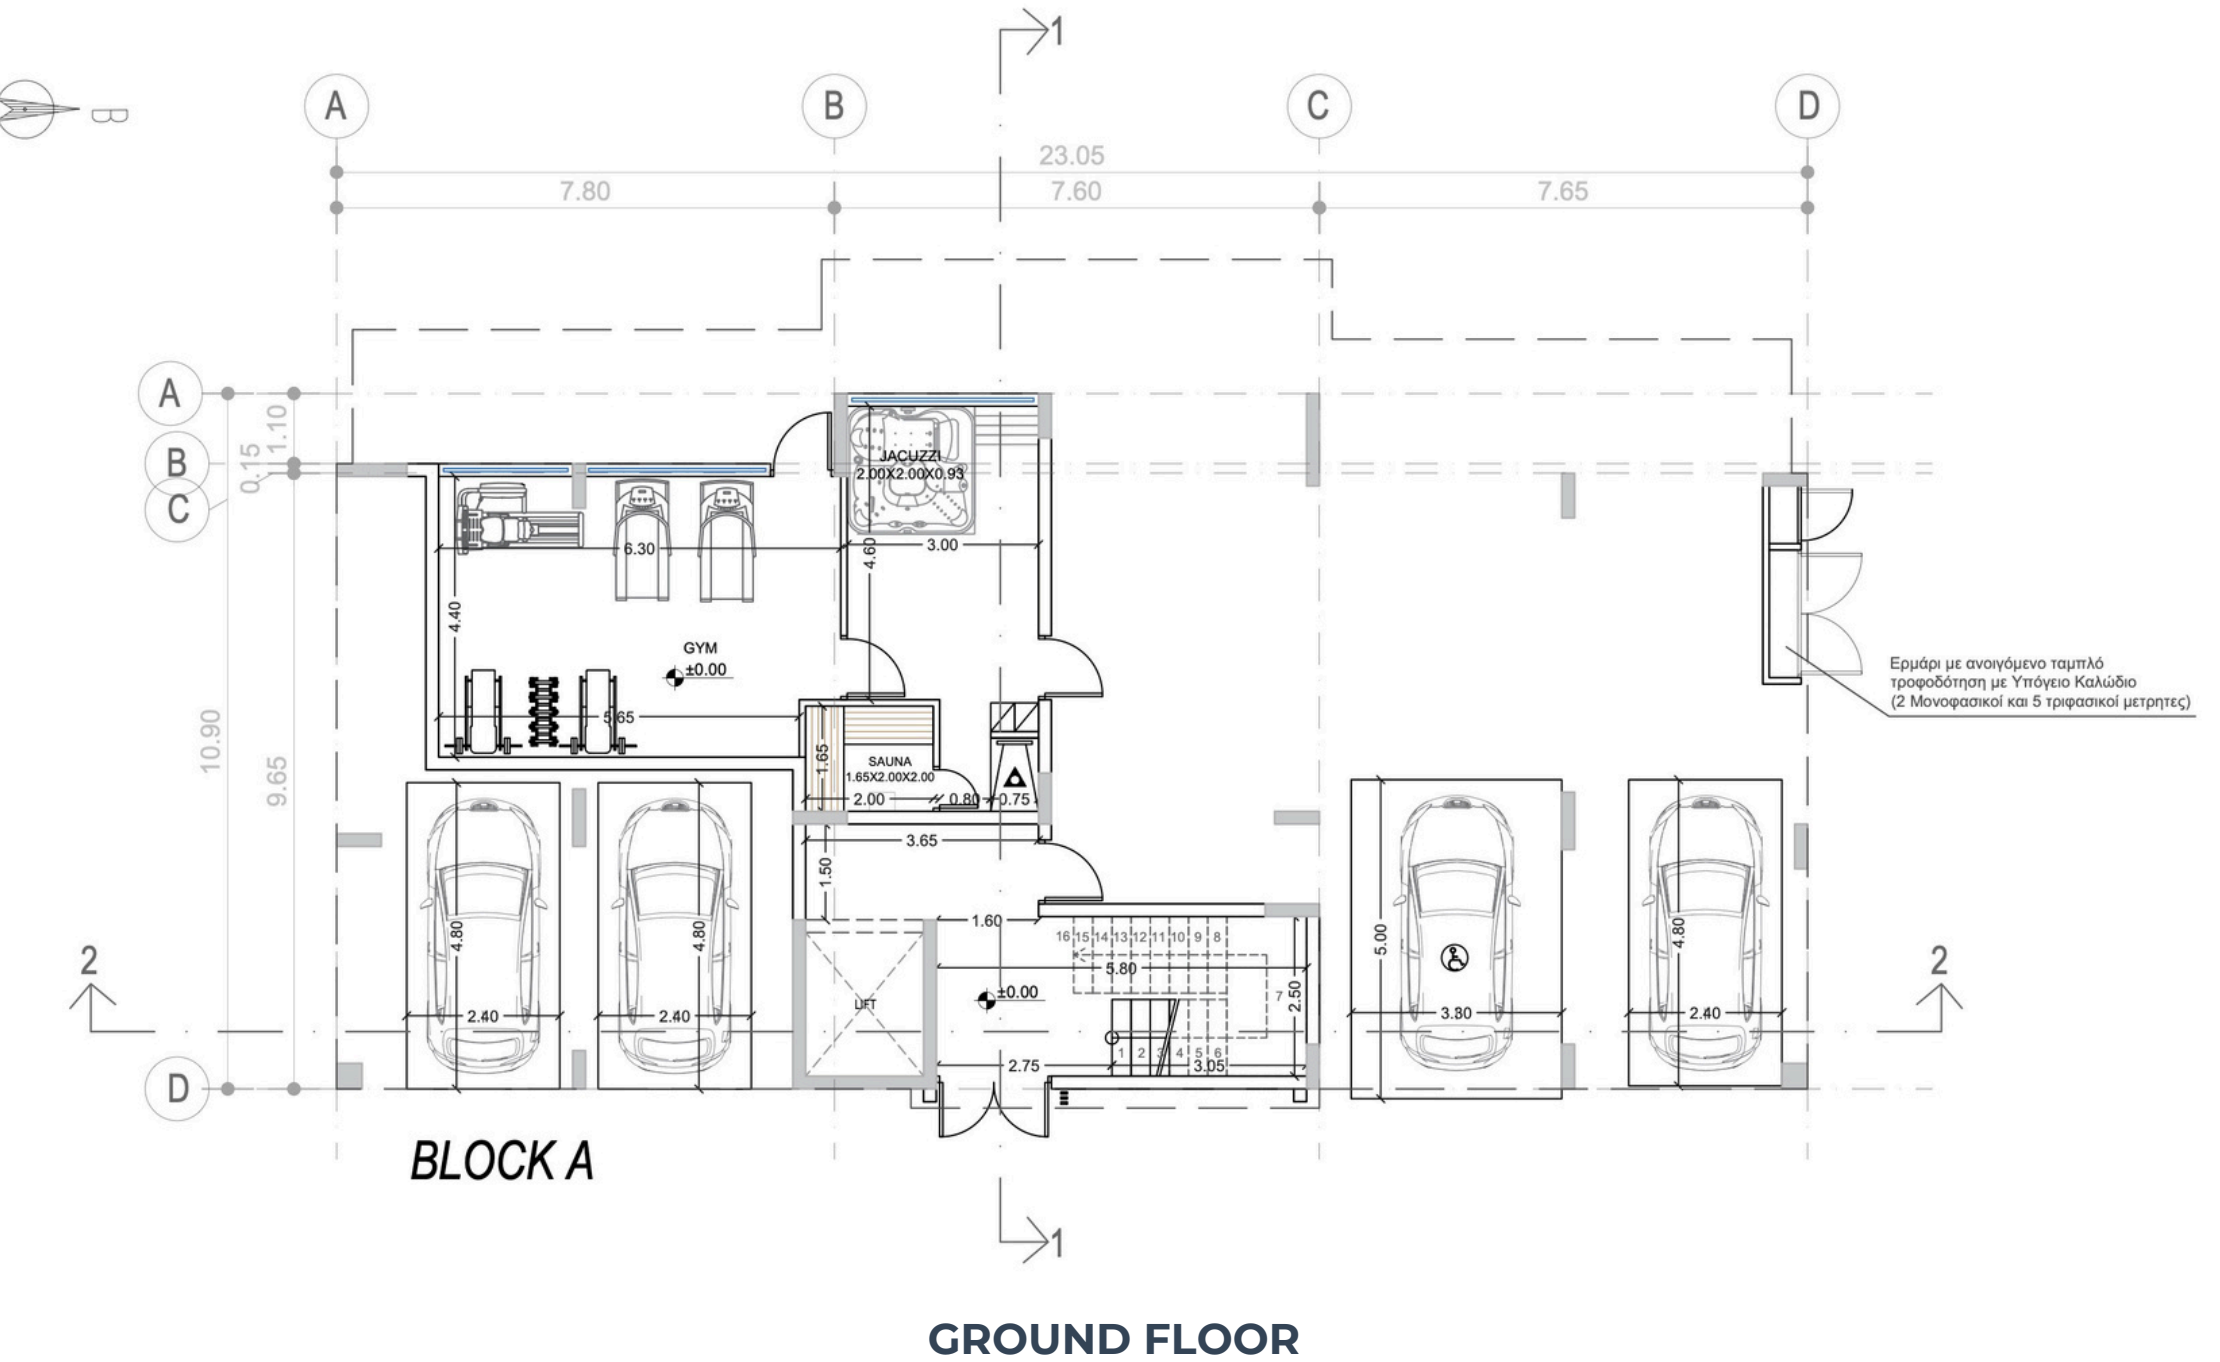 1
A
B
C
D
B
23.05
7.80
7.60
7.65
A
B
C
1.10
0.15
10.90
9.65
JACUZZI
2.00X2.00X0.93
6.30
4.60
3.00
4.40
GYM
±0.00
5.65
Ερμάρι με ανοιγόμενο ταμπλό
τροφοδότηση με Υπόγειο Καλώδιο
(2 Μονοφασικοί και 5 τριφασικοί μετρητες)
1.65
SAUNA
1.65X2.00X2.00
2.00
0.80
0.75
3.65
1.50
1.60
16 15 14 13 12 11 10 9 8
5.80
7
2.50
LIFT
±0.00
1 2 3 4 5 6
2.75
3.05
4.80
2.40
4.80
2.40
5.00
3.80
4.80
2.40
2
2
D
BLOCK A
1
GROUND FLOOR